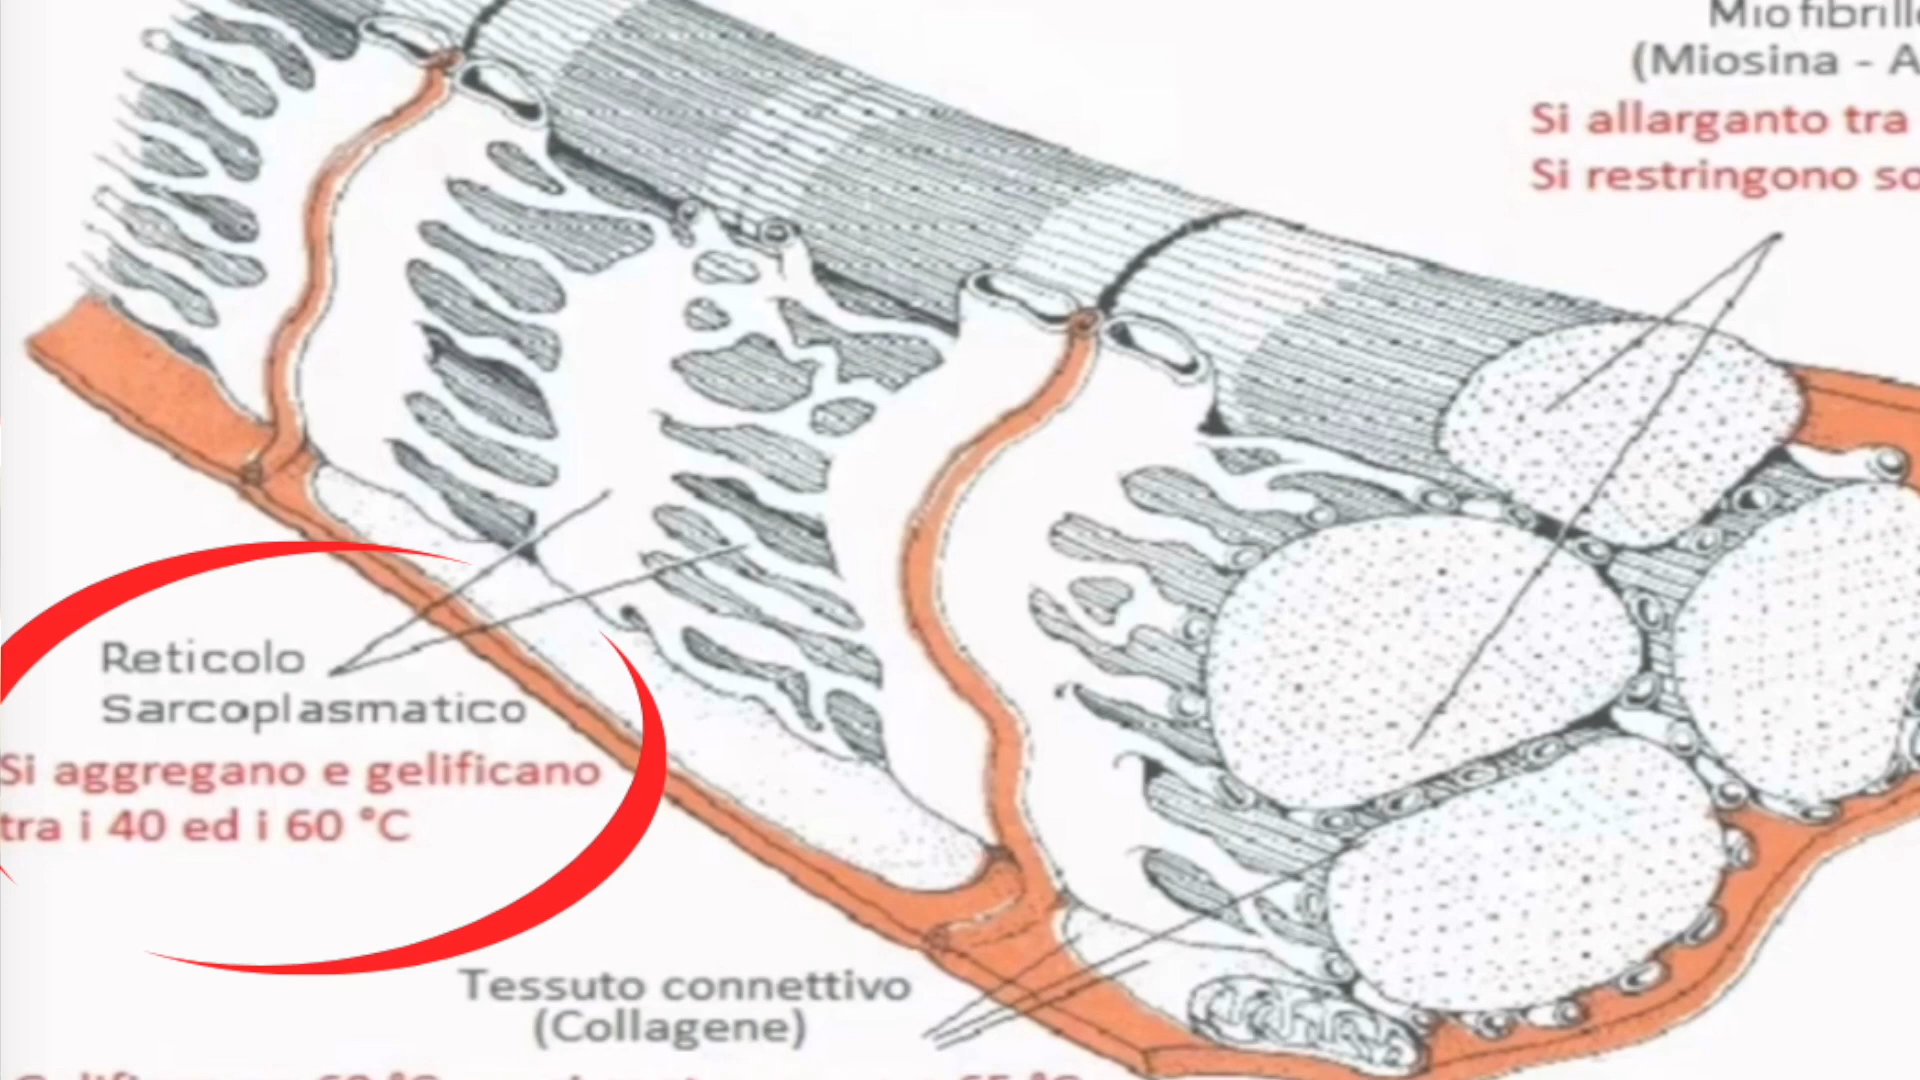 Miofibrill
(Miosina - A
Si allarganto tra
Si restringono so
Reticolo
Sarcoplasmatico
Si aggregano e gelificano
tra i 40 ed i 60 °C
Tessuto connettivo
(Collagene)